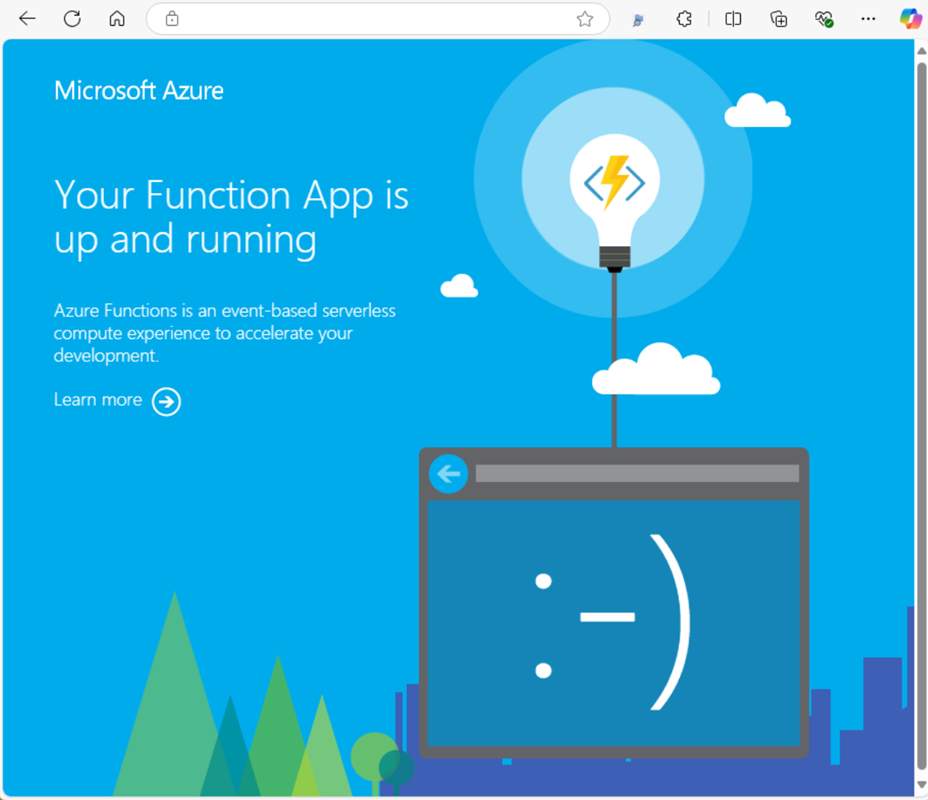 Microsoft Azure
Your Function App is
up and running
Azure Functions is an event-based serverless
compute experience to accelerate your
development.
Learn more
:-)